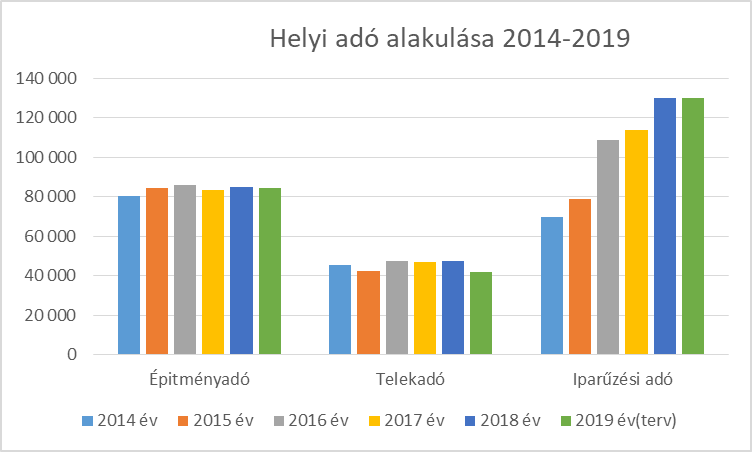 Helyi adó alakulása 2014-2019
140 000
120 000
100 000
80 000
60 000
40 000
20 000
0
Épitményadó Telekadó Iparűzési adó
2014 év 2015 év 2016 év 2017 év 2018 év 2019 év(terv)